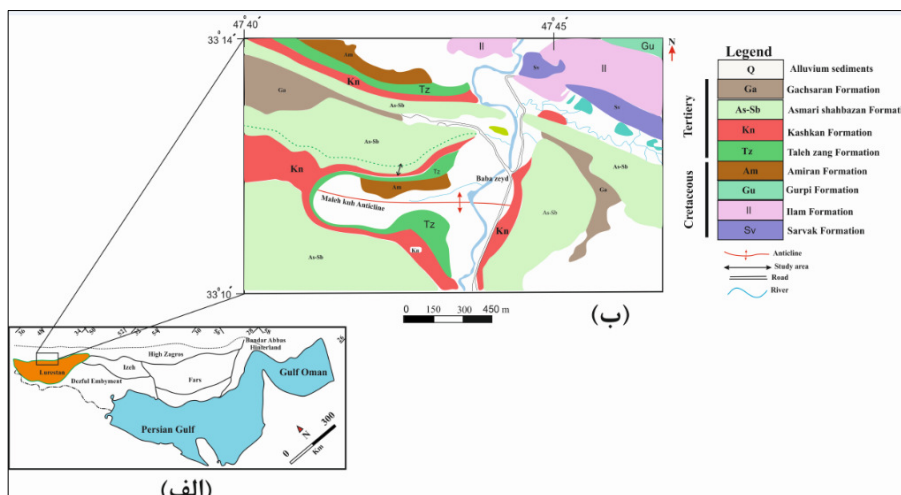 47 40
47 45
33 14
33 10
N
Am
Tz
Kn
Ga
As-Sb
Il
Gu
Sv
Il
Sv
As-Sb
As-Sb
Kn
Tz
Am
Baba zeyd
Ga
Maleh kuh Anticline
Tz
As-Sb
Kn
Kn
As-Sb
0 150 300 450 m
(ب)
Legend
Q Alluvium sediments
Ga Gachsaran Formation
As-Sb Asmari shahbazan Formation
Kn Kashkan Formation
Tz Taleh zang Formation
Am Amiran Formation
Gu Gurpi Formation
Il Ilam Formation
Sv Sarvak Formation
Tertiery
Cretaceous
Anticline
Study area
Road
River
Bandar Abbas
Hinterland
High Zagros
Lurestan
Izeh
Fars
Dezful Embyment
Gulf Oman
Persian Gulf
N
0 300
Km
(الف)